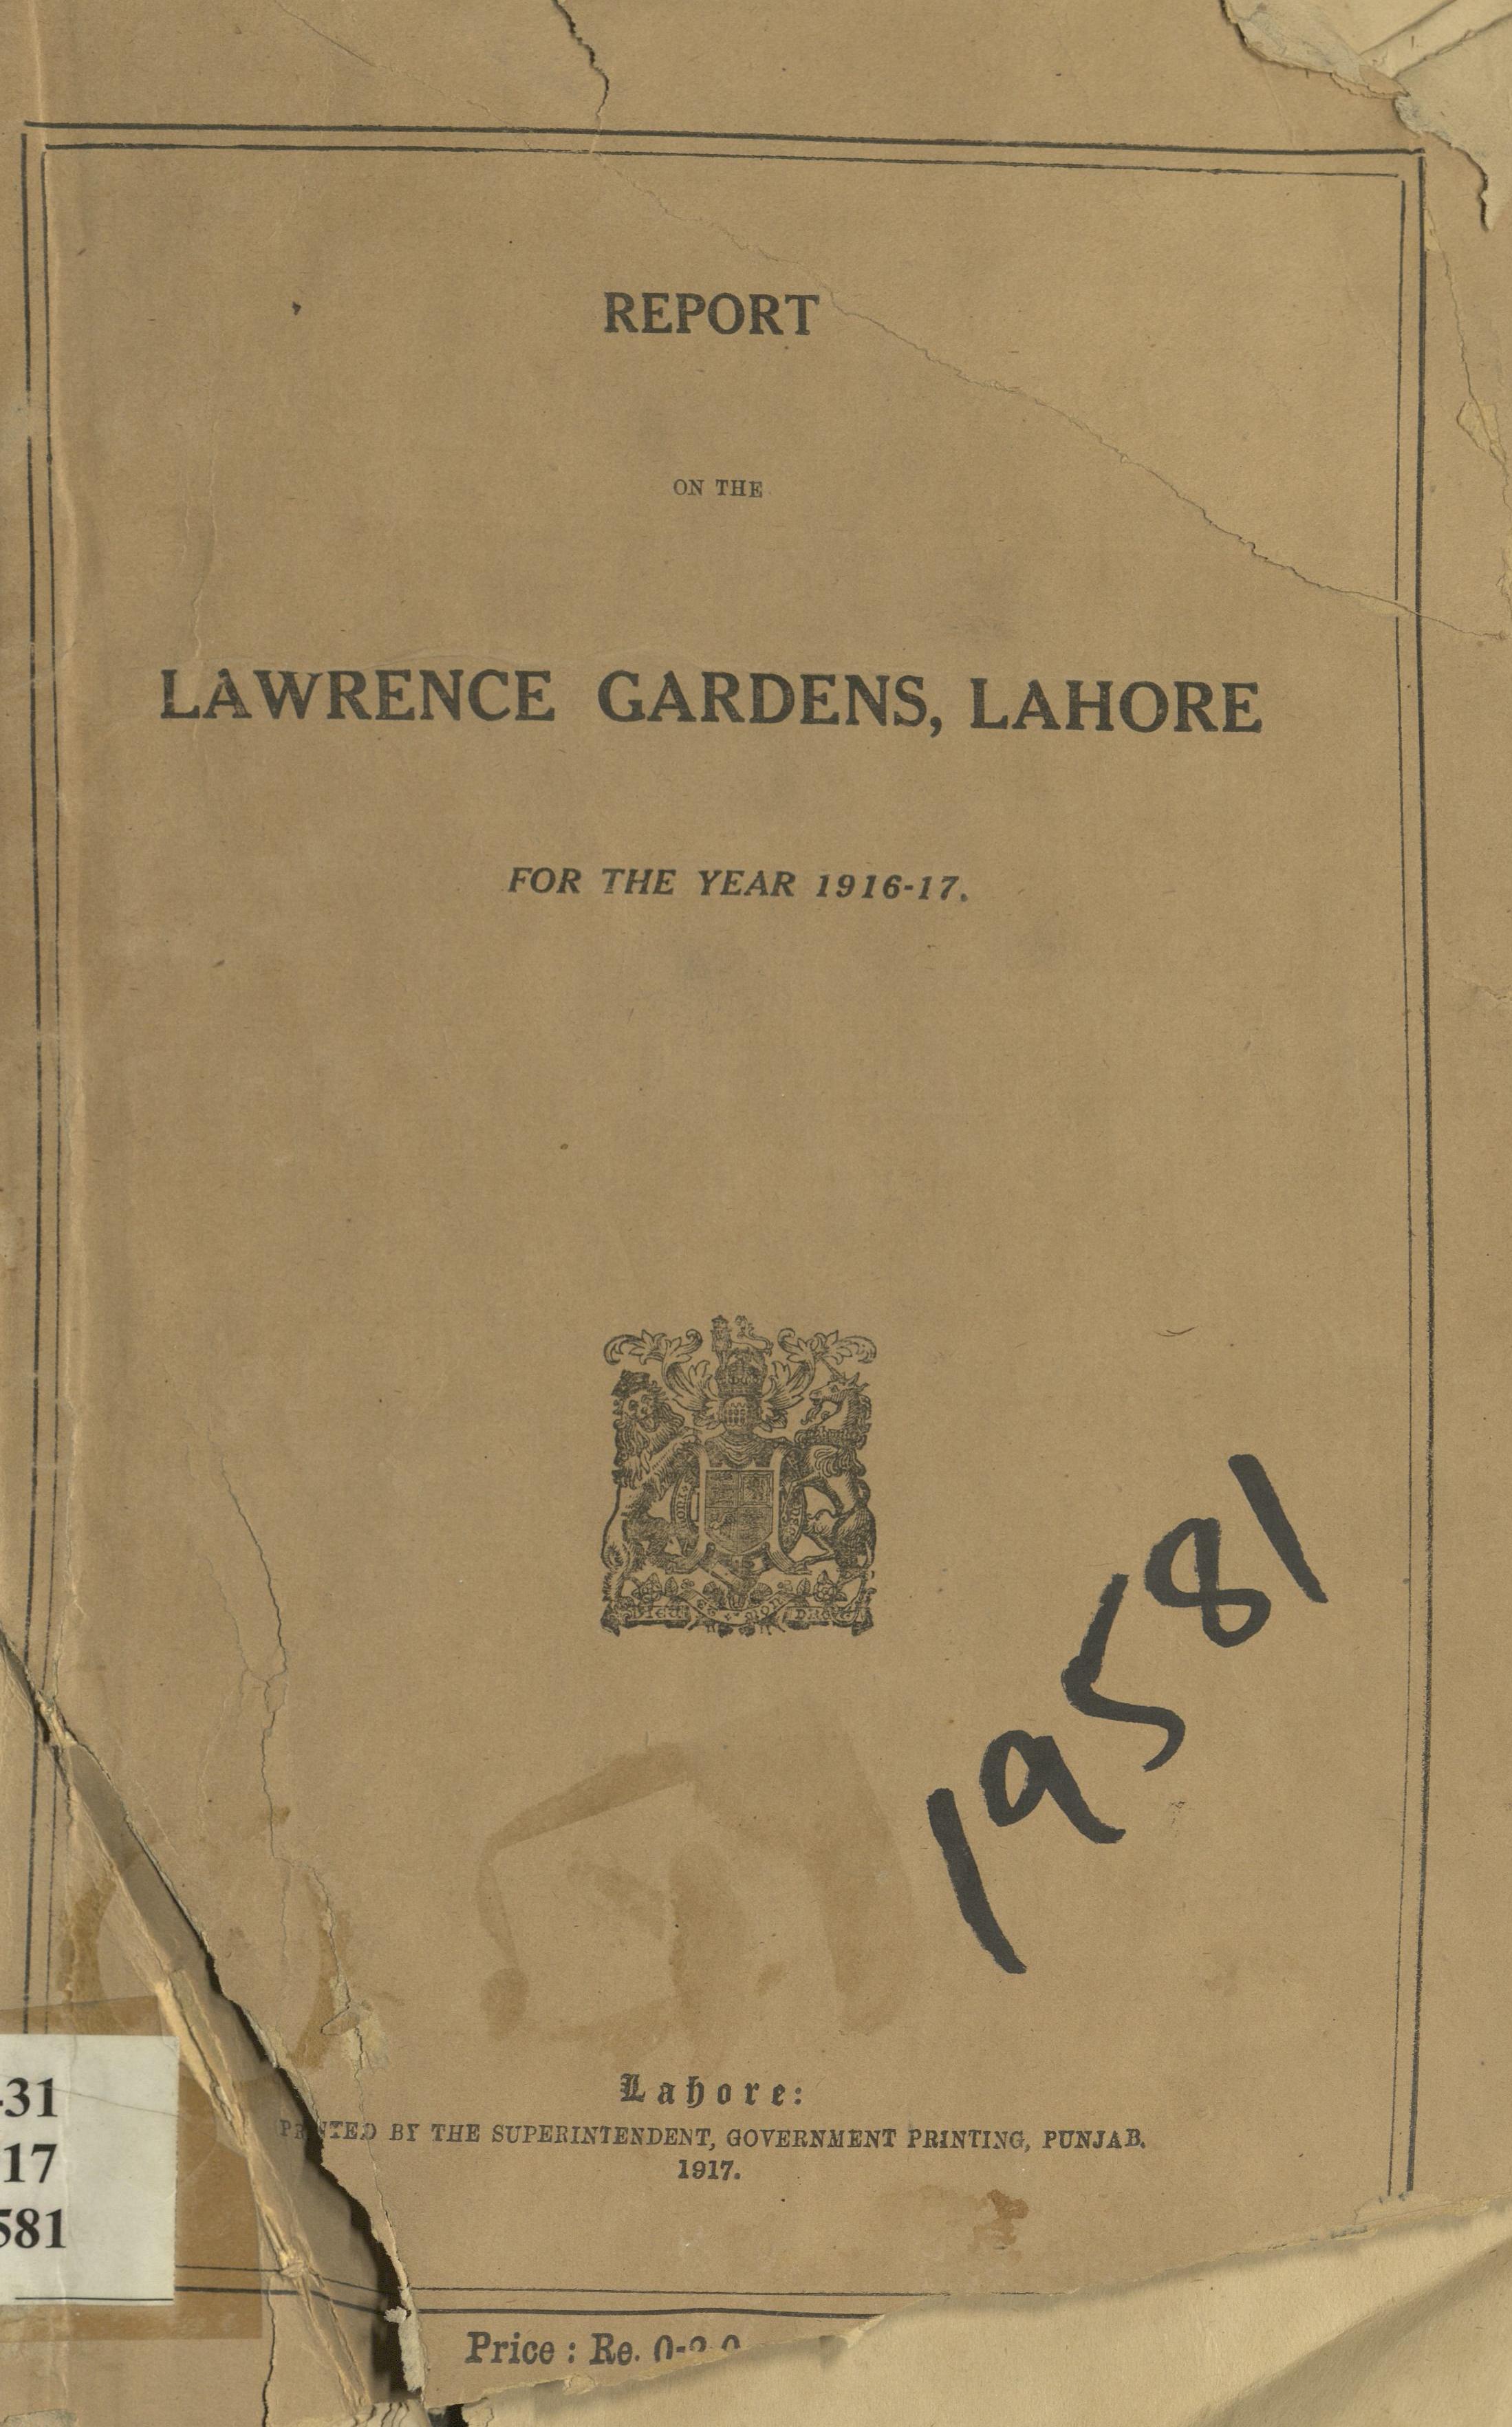 REPORT
ON THE
LAWRENCE GARDENS, LAHORE
FOR THE YEAR 1916-17.
19581
Lahore:
PRINTED BY THE SUPERINTENDENT, GOVERNMENT PRINTING, PUNJAB.
1917.
-31
17
581
Price : Re.